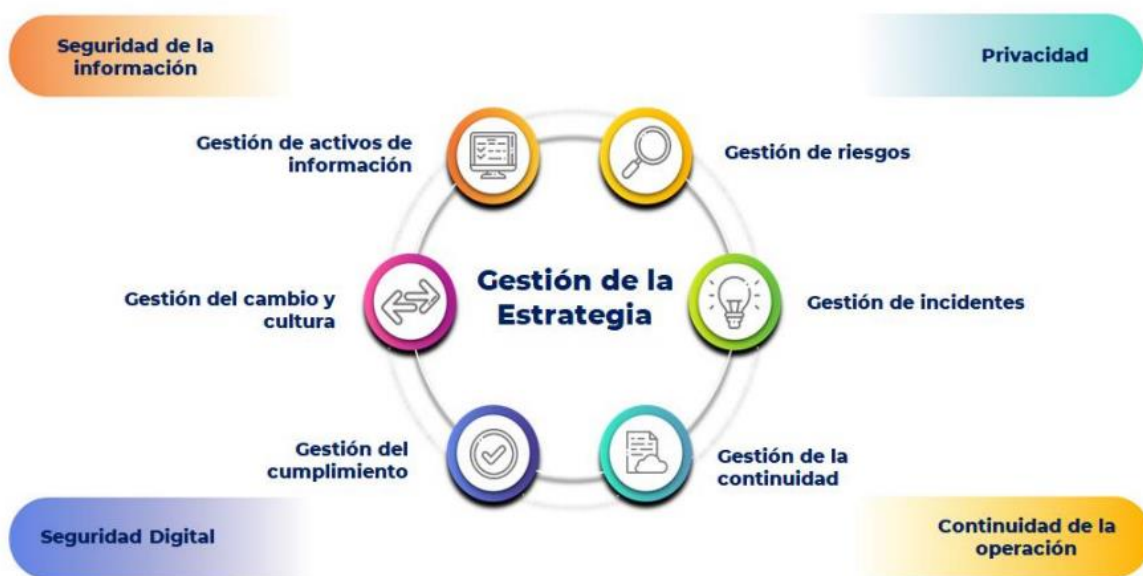 Seguridad de la
información
Privacidad
Gestión de activos de
información
Gestión de riesgos
Gestión de la
Estrategia
Gestión del cambio y
cultura
Gestión de incidentes
Gestión del
cumplimiento
Gestión de la
continuidad
Seguridad Digital
Continuidad de la
operación